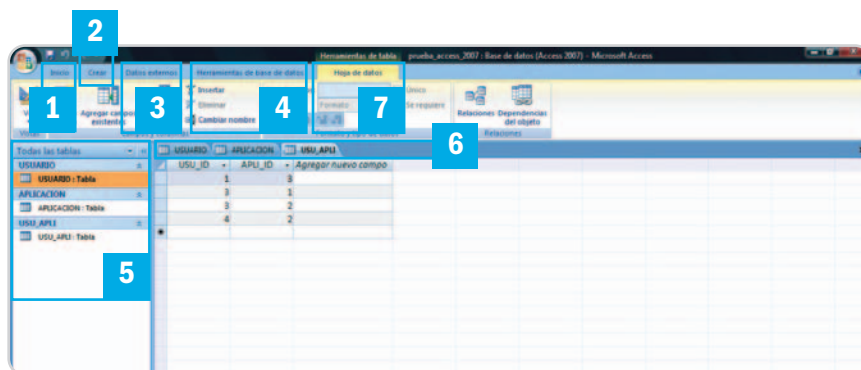 2
Herramientas de tabla prueba_access_2007 : Base de datos (Access 2007) - Microsoft Access
Inicio Crear Datos externos Herramientas de base de datos Hoja de datos
1 3 4 7
Insertar Único
Agregar campos existentes Eliminar Formato Se requiere Relaciones Dependencias del objeto
Cambiar nombre
Relaciones
6
Todas las tablas USUARIO APLICACION USU_APLI
USUARIO USU_ID APLI_ID Agregar nuevo campo
USUARIO : Tabla 1 3
APLICACION 3 1
APLICACION : Tabla 3 2
USU_APLI 4 2
USU_APLI : Tabla
5